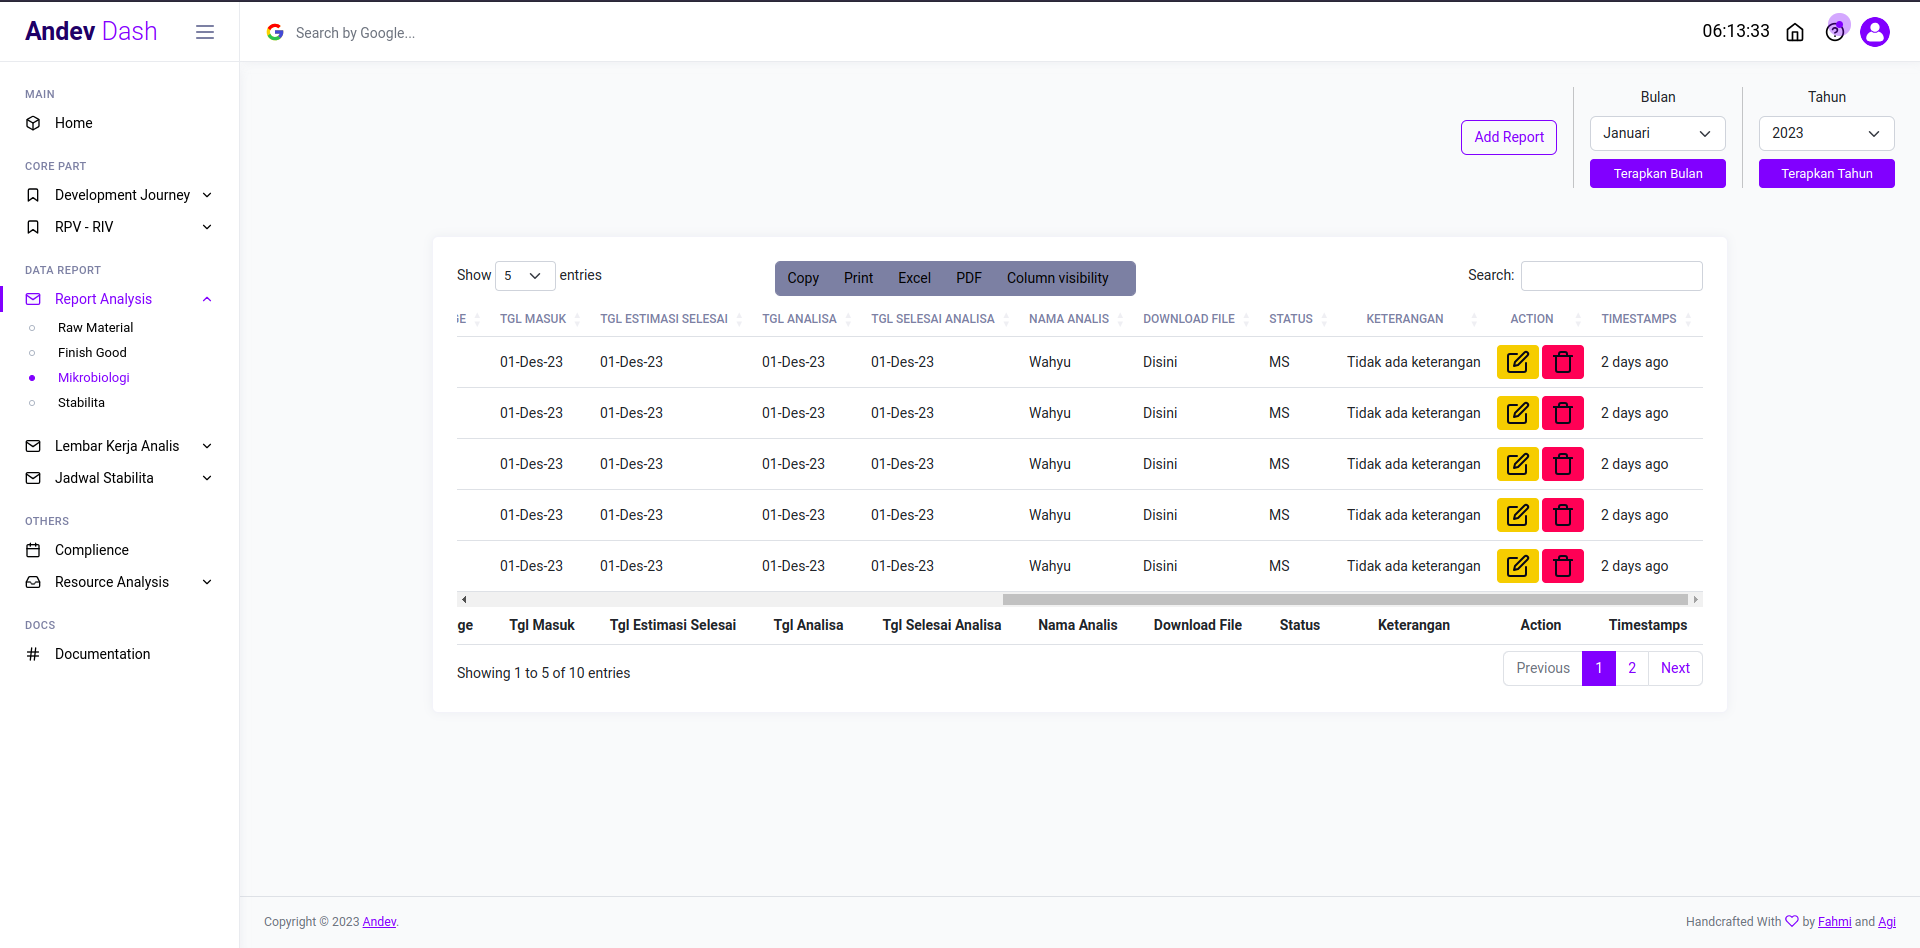 Andev Dash
Search by Google...
06:13:33
MAIN
Home
CORE PART
Development Journey
RPV - RIV
DATA REPORT
Report Analysis
Raw Material
Finish Good
Mikrobiologi
Stabilita
Lembar Kerja Analis
Jadwal Stabilita
OTHERS
Complience
Resource Analysis
DOCS
Documentation
Add Report
Bulan
Januari
Terapkan Bulan
Tahun
2023
Terapkan Tahun
Show 5 entries
Copy Print Excel PDF Column visibility
Search:
GE TGL MASUK TGL ESTIMASI SELESAI TGL ANALISA TGL SELESAI ANALISA NAMA ANALIS DOWNLOAD FILE STATUS KETERANGAN ACTION TIMESTAMPS
01-Des-23 01-Des-23 01-Des-23 01-Des-23 Wahyu Disini MS Tidak ada keterangan 2 days ago
01-Des-23 01-Des-23 01-Des-23 01-Des-23 Wahyu Disini MS Tidak ada keterangan 2 days ago
01-Des-23 01-Des-23 01-Des-23 01-Des-23 Wahyu Disini MS Tidak ada keterangan 2 days ago
01-Des-23 01-Des-23 01-Des-23 01-Des-23 Wahyu Disini MS Tidak ada keterangan 2 days ago
01-Des-23 01-Des-23 01-Des-23 01-Des-23 Wahyu Disini MS Tidak ada keterangan 2 days ago
ge Tgl Masuk Tgl Estimasi Selesai Tgl Analisa Tgl Selesai Analisa Nama Analis Download File Status Keterangan Action Timestamps
Showing 1 to 5 of 10 entries
Previous 1 2 Next
Copyright © 2023 Andev.
Handcrafted With by Fahmi and Agi